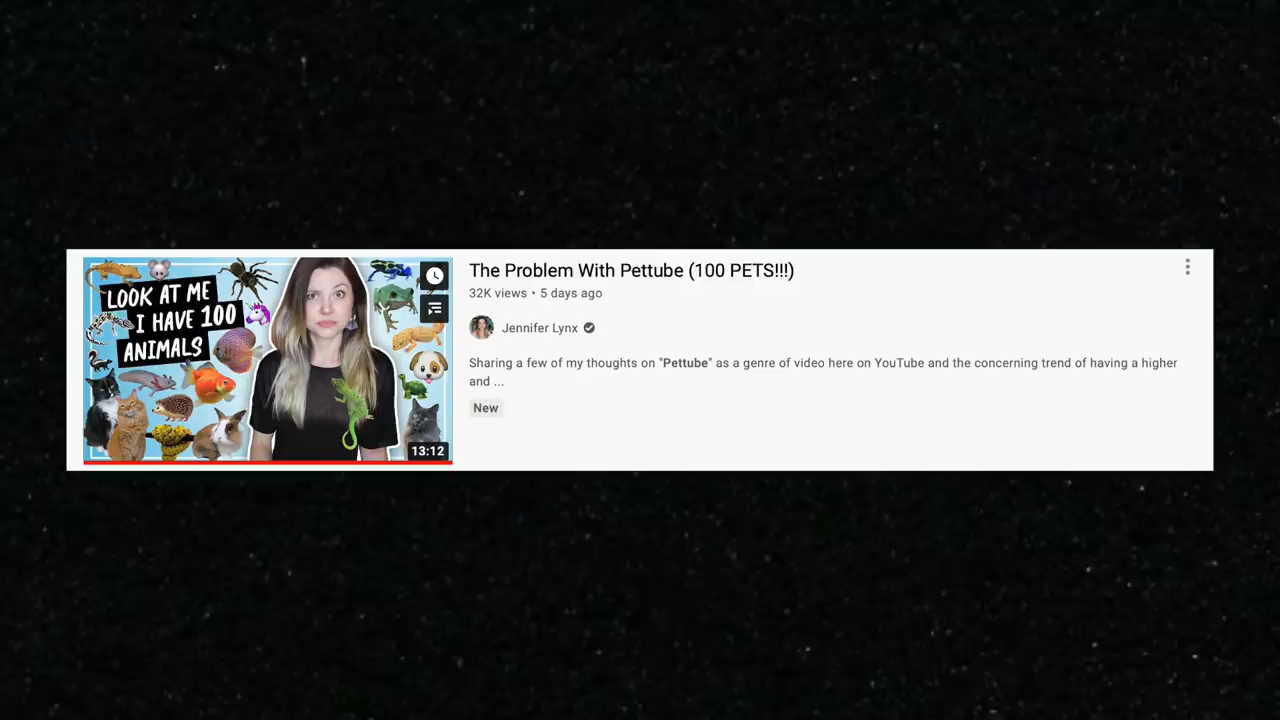 LOOK AT ME
I HAVE 100
ANIMALS
13:12
The Problem With Pettube (100 PETS!!!)
32K views • 5 days ago
Jennifer Lynx
Sharing a few of my thoughts on "Pettube" as a genre of video here on YouTube and the concerning trend of having a higher
and ...
New